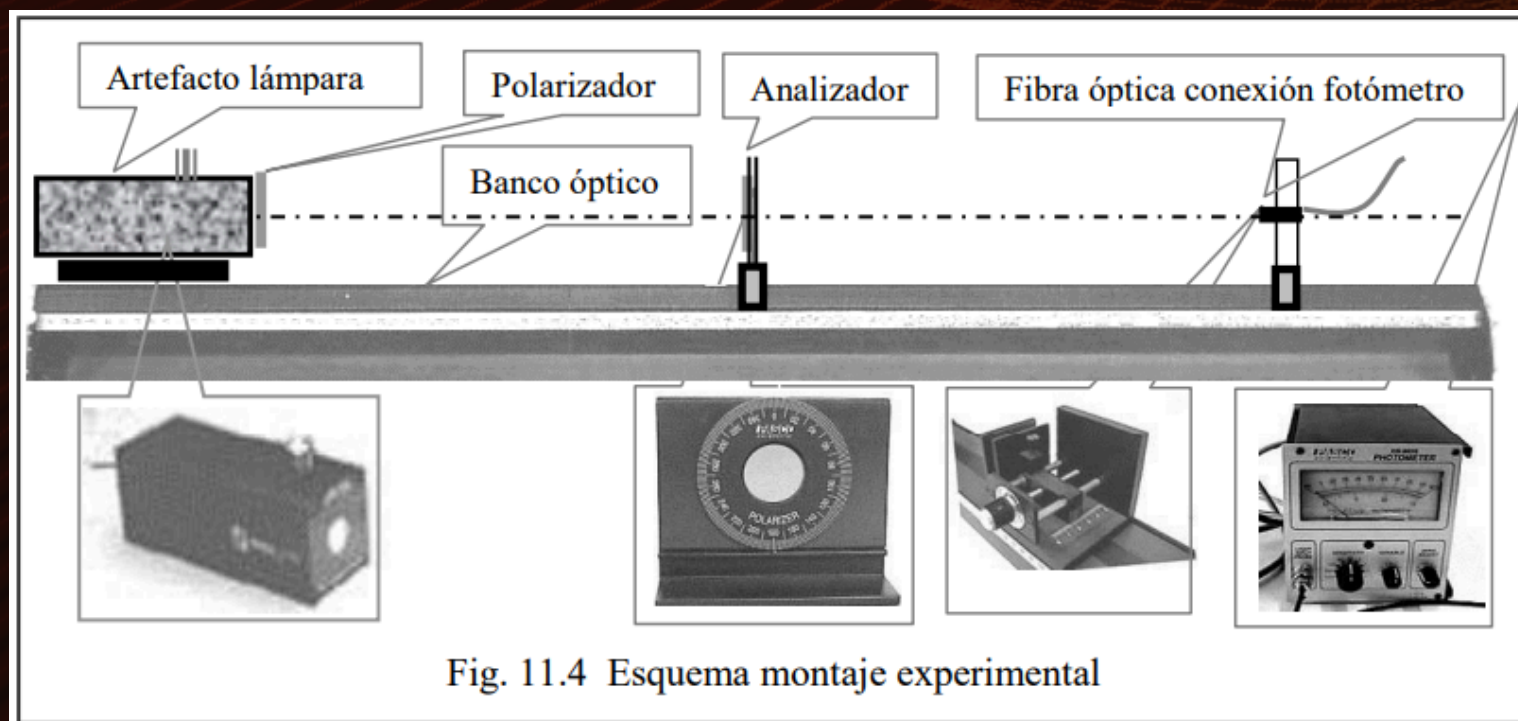 Artefacto lámpara
Polarizador
Analizador
Fibra óptica conexión fotómetro
Banco óptico
POLARIZER
PHOTOMETER
Fig. 11.4 Esquema montaje experimental